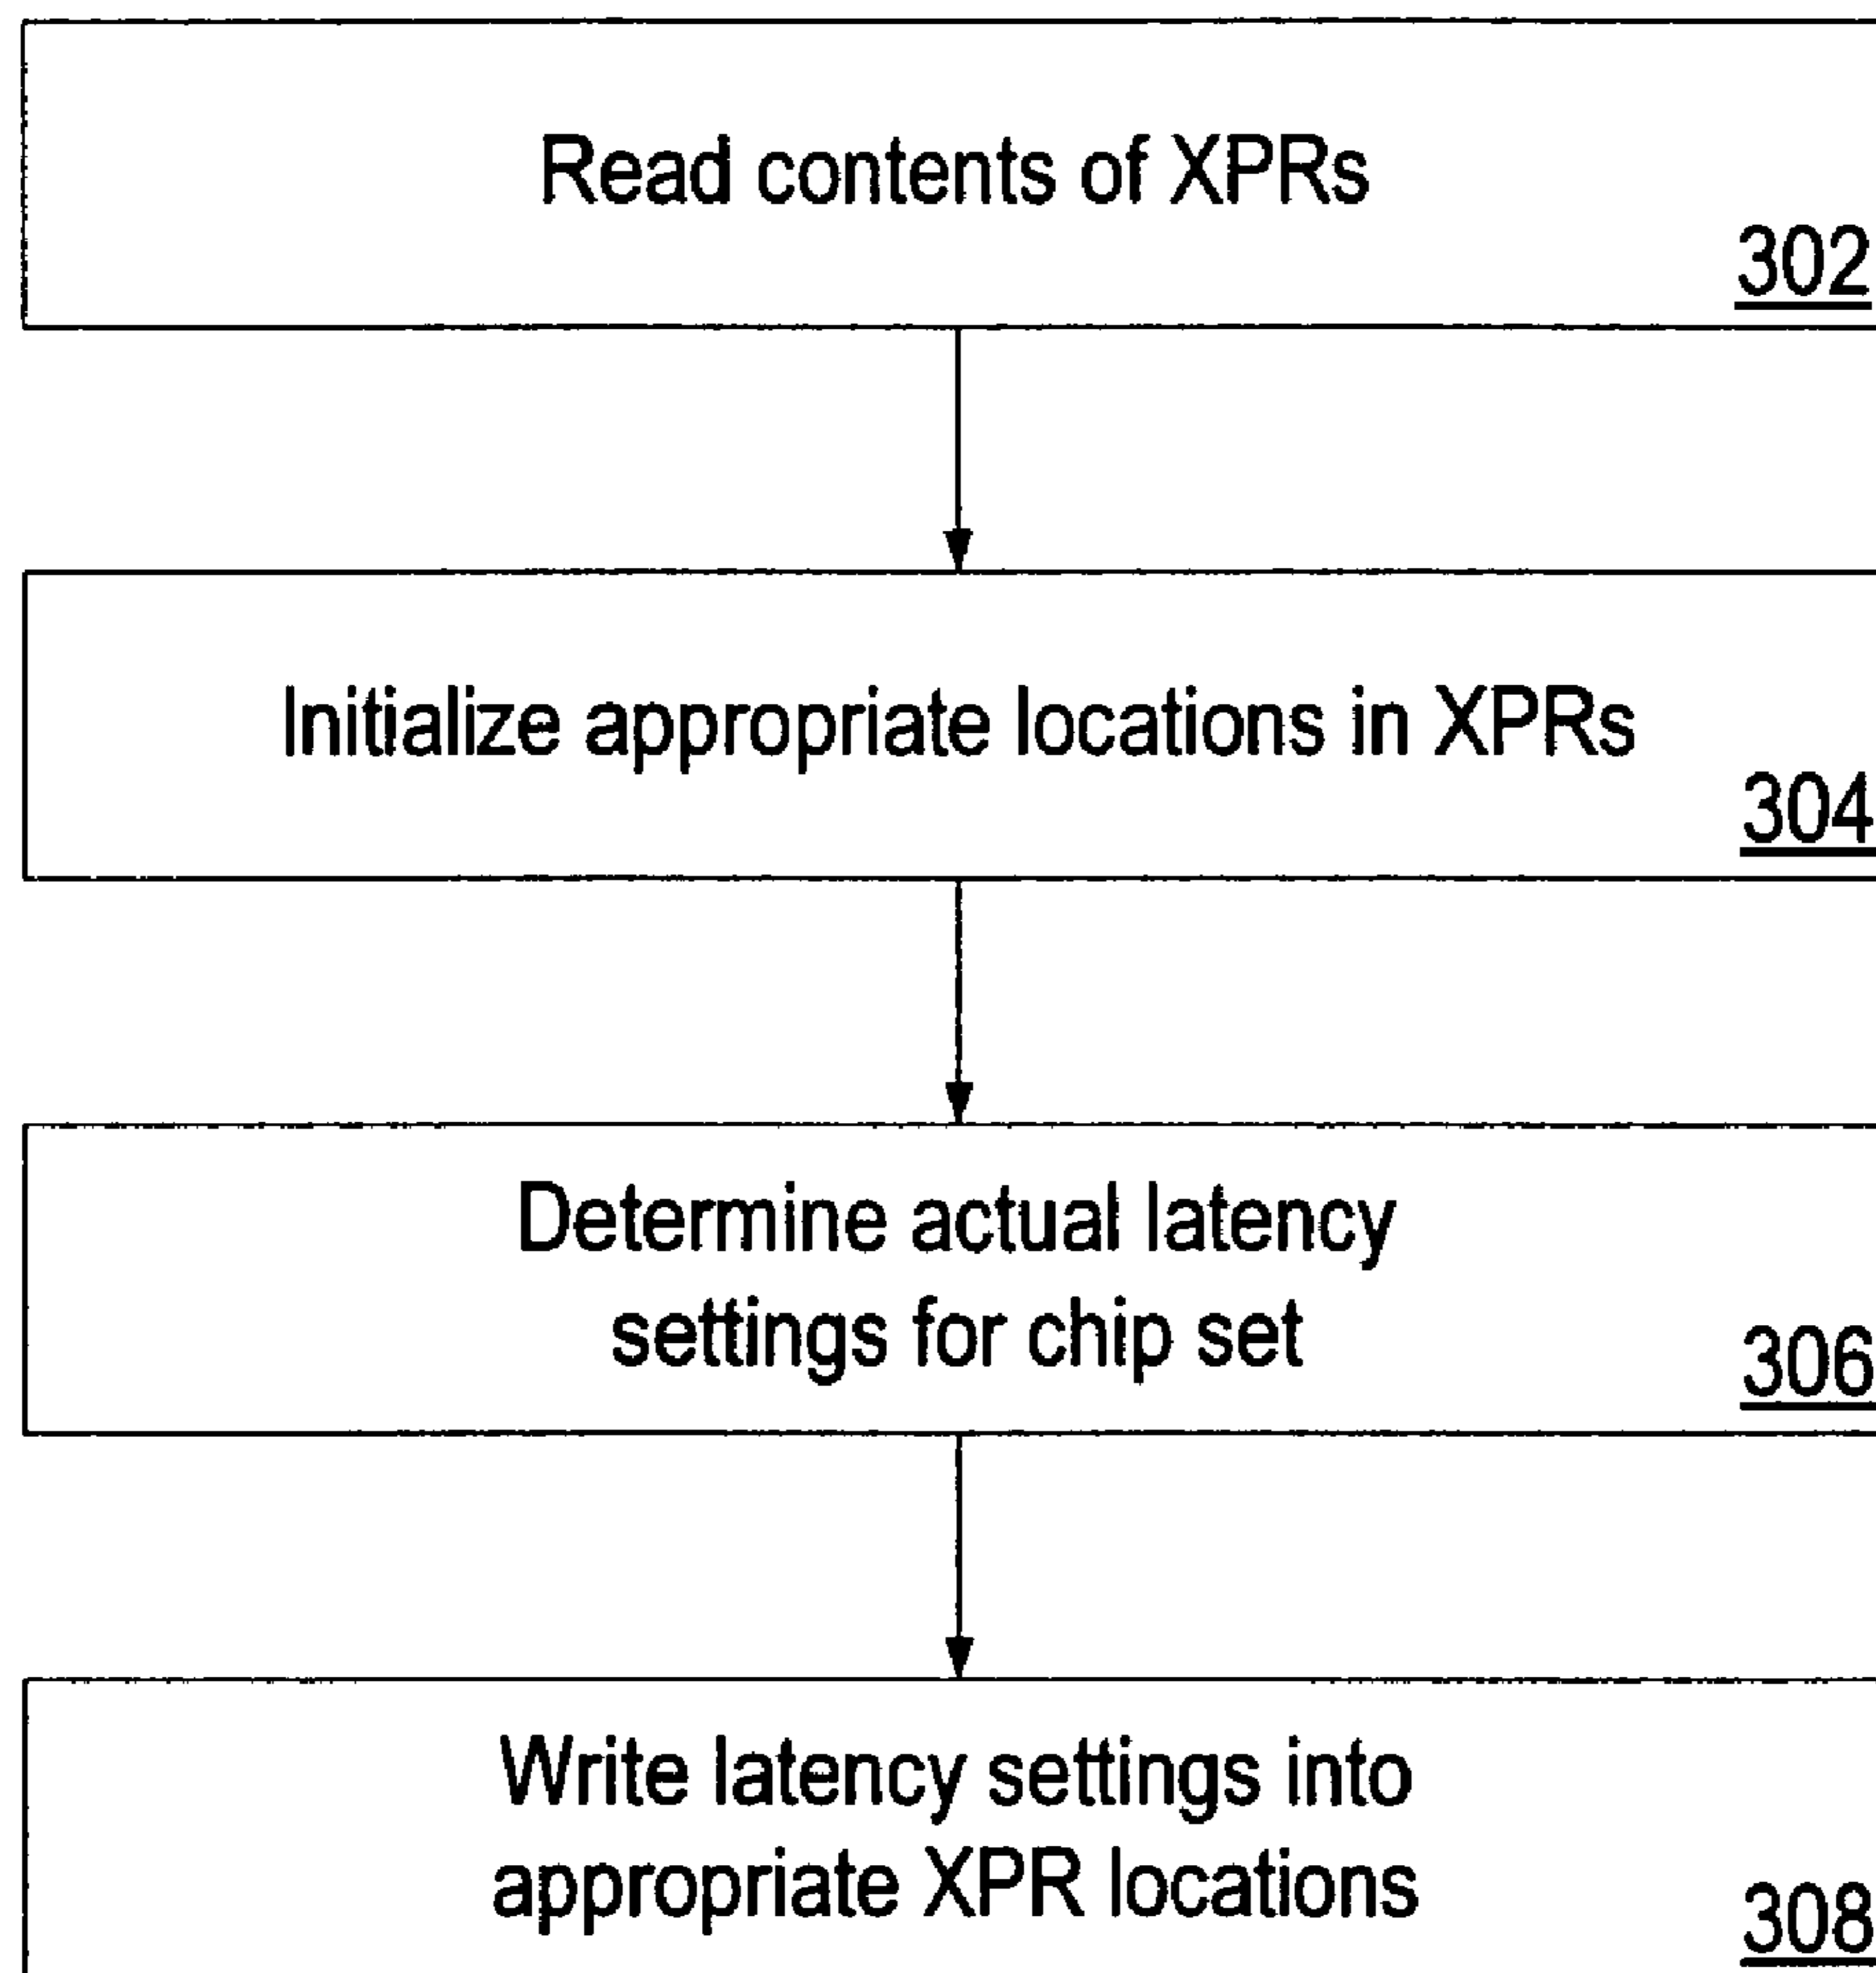 Read contents of XPRs
302
Initialize appropriate locations in XPRs
304
Determine actual latency
settings for chip set
306
Write latency settings into
appropriate XPR locations
308